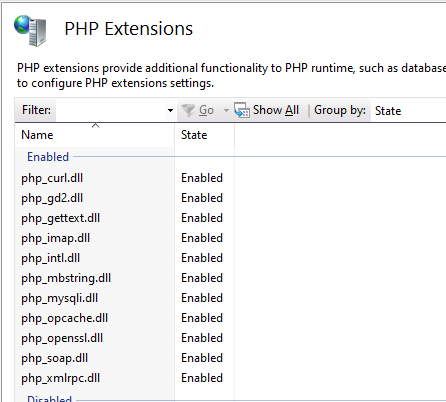 PHP Extensions
PHP extensions provide additional functionality to PHP runtime, such as database
to configure PHP extensions settings.
Filter: Go Show All Group by: State
Name State
Enabled
php_curl.dll Enabled
php_gd2.dll Enabled
php_gettext.dll Enabled
php_imap.dll Enabled
php_intl.dll Enabled
php_mbstring.dll Enabled
php_mysqli.dll Enabled
php_opcache.dll Enabled
php_openssl.dll Enabled
php_soap.dll Enabled
php_xmlrpc.dll Enabled
Disabled